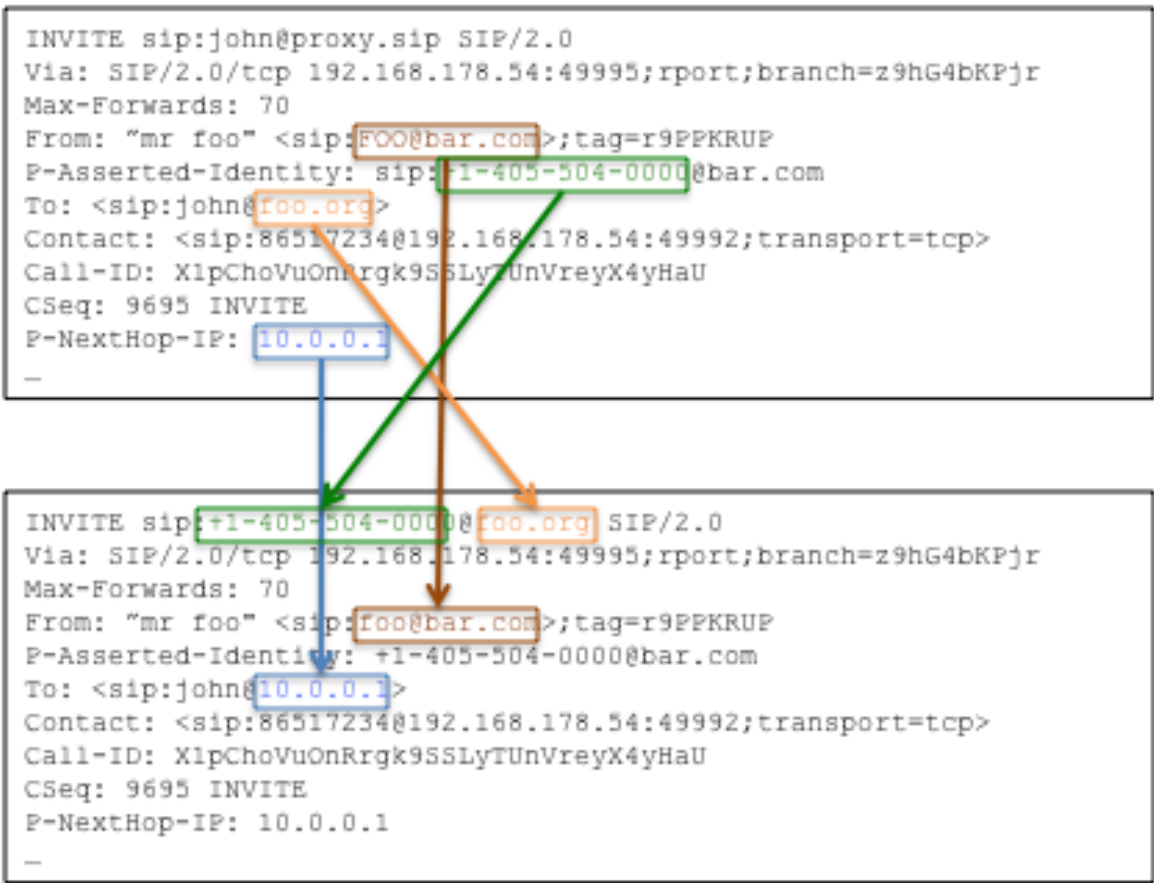 INVITE sip:john@proxy.sip SIP/2.0
Via: SIP/2.0/tcp 192.168.178.54:49995;rport;branch=z9hG4bKPjr
Max-Forwards: 70
From: "mr foo" <sip:FOO@bar.com>;tag=r9PPKRUP
P-Asserted-Identity: sip:+1-405-504-0000@bar.com
To: <sip:john@foo.org>
Contact: <sip:86517234@192.168.178.54:49992;transport=tcp>
Call-ID: X1pChoVuOnRrgk9SSLyTUnVreyX4yHaU
CSeq: 9695 INVITE
P-NextHop-IP: 10.0.0.1
_
INVITE sip:+1-405-504-0000@foo.org SIP/2.0
Via: SIP/2.0/tcp 192.168.178.54:49995;rport;branch=z9hG4bKPjr
Max-Forwards: 70
From: "mr foo" <sip:foo@bar.com>;tag=r9PPKRUP
P-Asserted-Identity: +1-405-504-0000@bar.com
To: <sip:john@10.0.0.1>
Contact: <sip:86517234@192.168.178.54:49992;transport=tcp>
Call-ID: X1pChoVuOnRrgk9SSLyTUnVreyX4yHaU
CSeq: 9695 INVITE
P-NextHop-IP: 10.0.0.1
_